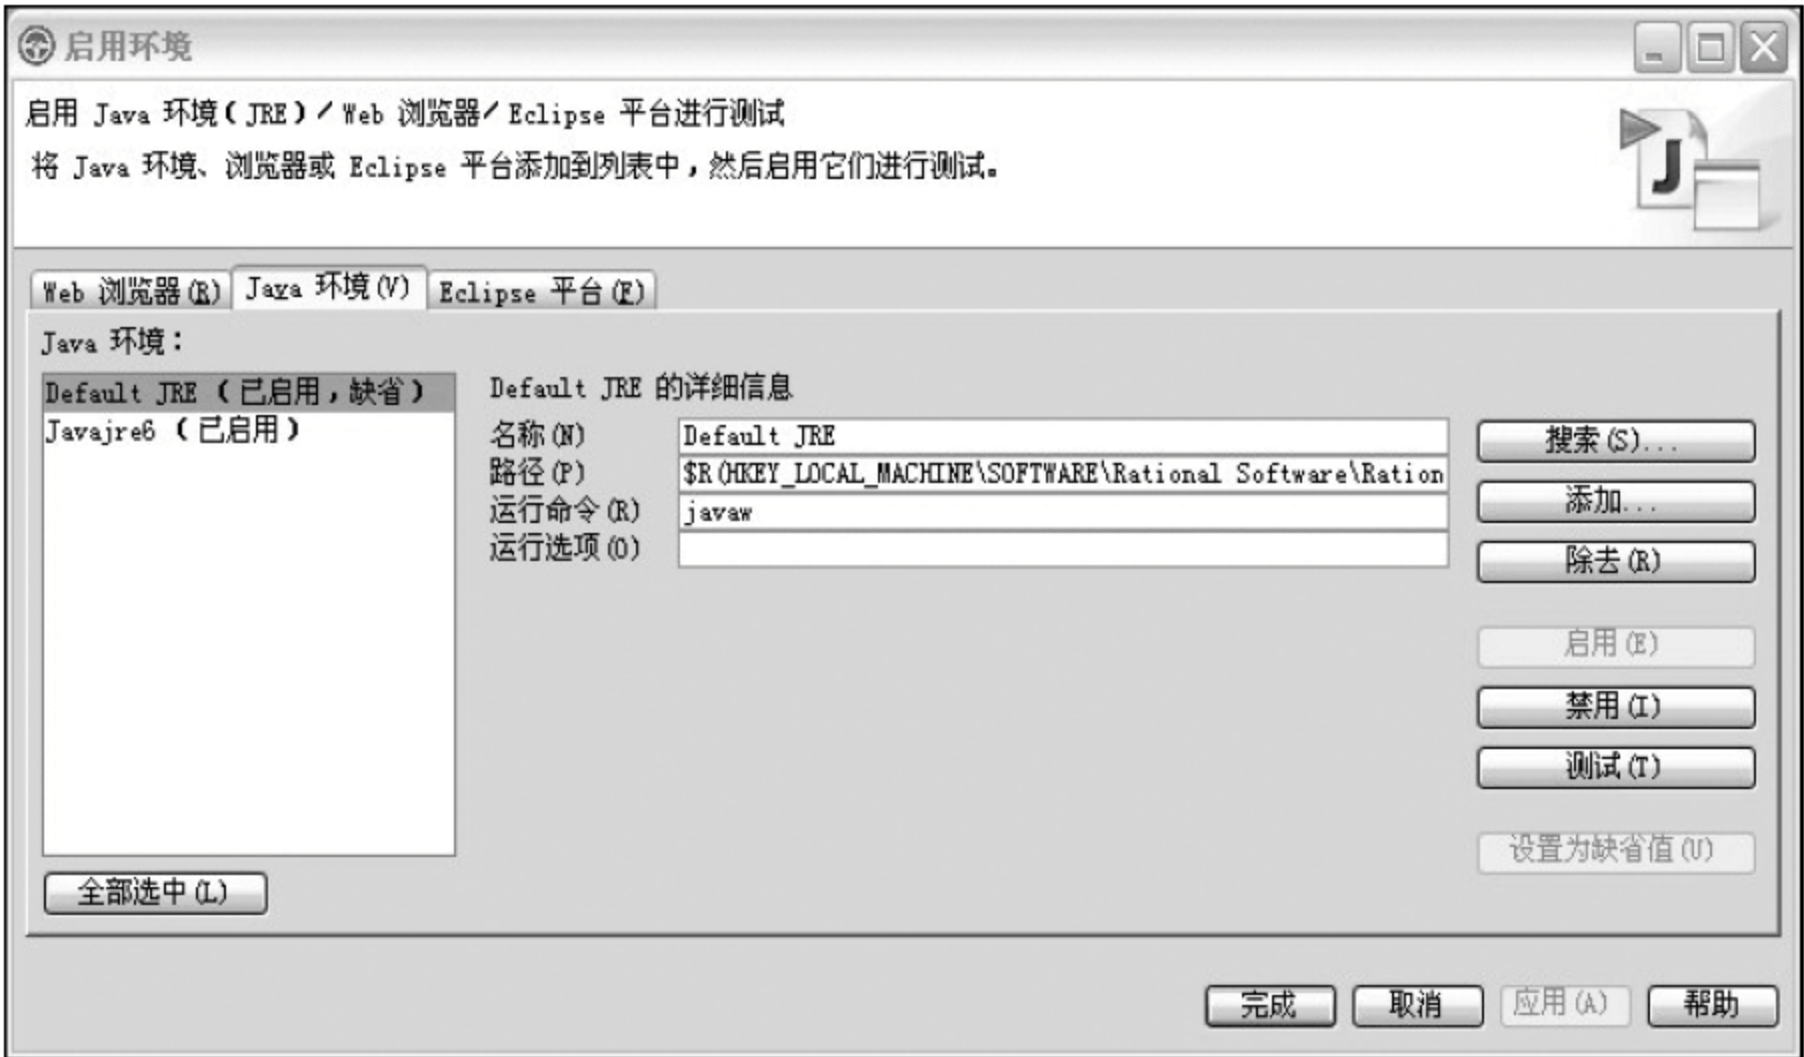 启用环境
启用 Java 环境(JRE)/Web 浏览器/Eclipse 平台进行测试
将 Java 环境、浏览器或 Eclipse 平台添加到列表中,然后启用它们进行测试。
Web 浏览器(R) Java 环境(V) Eclipse 平台(F)
Java 环境:
Default JRE (已启用,缺省)
Javajre6 (已启用)
全部选中(L)
Default JRE 的详细信息
名称(N) Default JRE
路径(P) $R(HKEY_LOCAL_MACHINE\SOFTWARE\Rational Software\Ration
运行命令(R) javaw
运行选项(O)
搜索(S)...
添加...
除去(R)
启用(E)
禁用(I)
测试(T)
设置为缺省值(U)
完成 取消 应用(A) 帮助